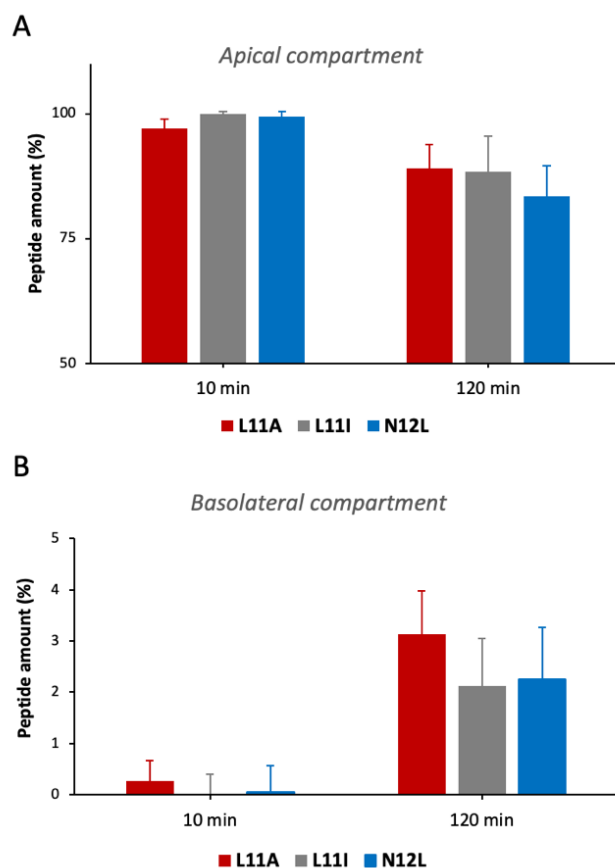 A
Apical compartment
Peptide amount (%)
100
75
50
10 min
120 min
L11A L11I N12L
B
Basolateral compartment
Peptide amount (%)
5
4
3
2
1
0
10 min
120 min
L11A L11I N12L